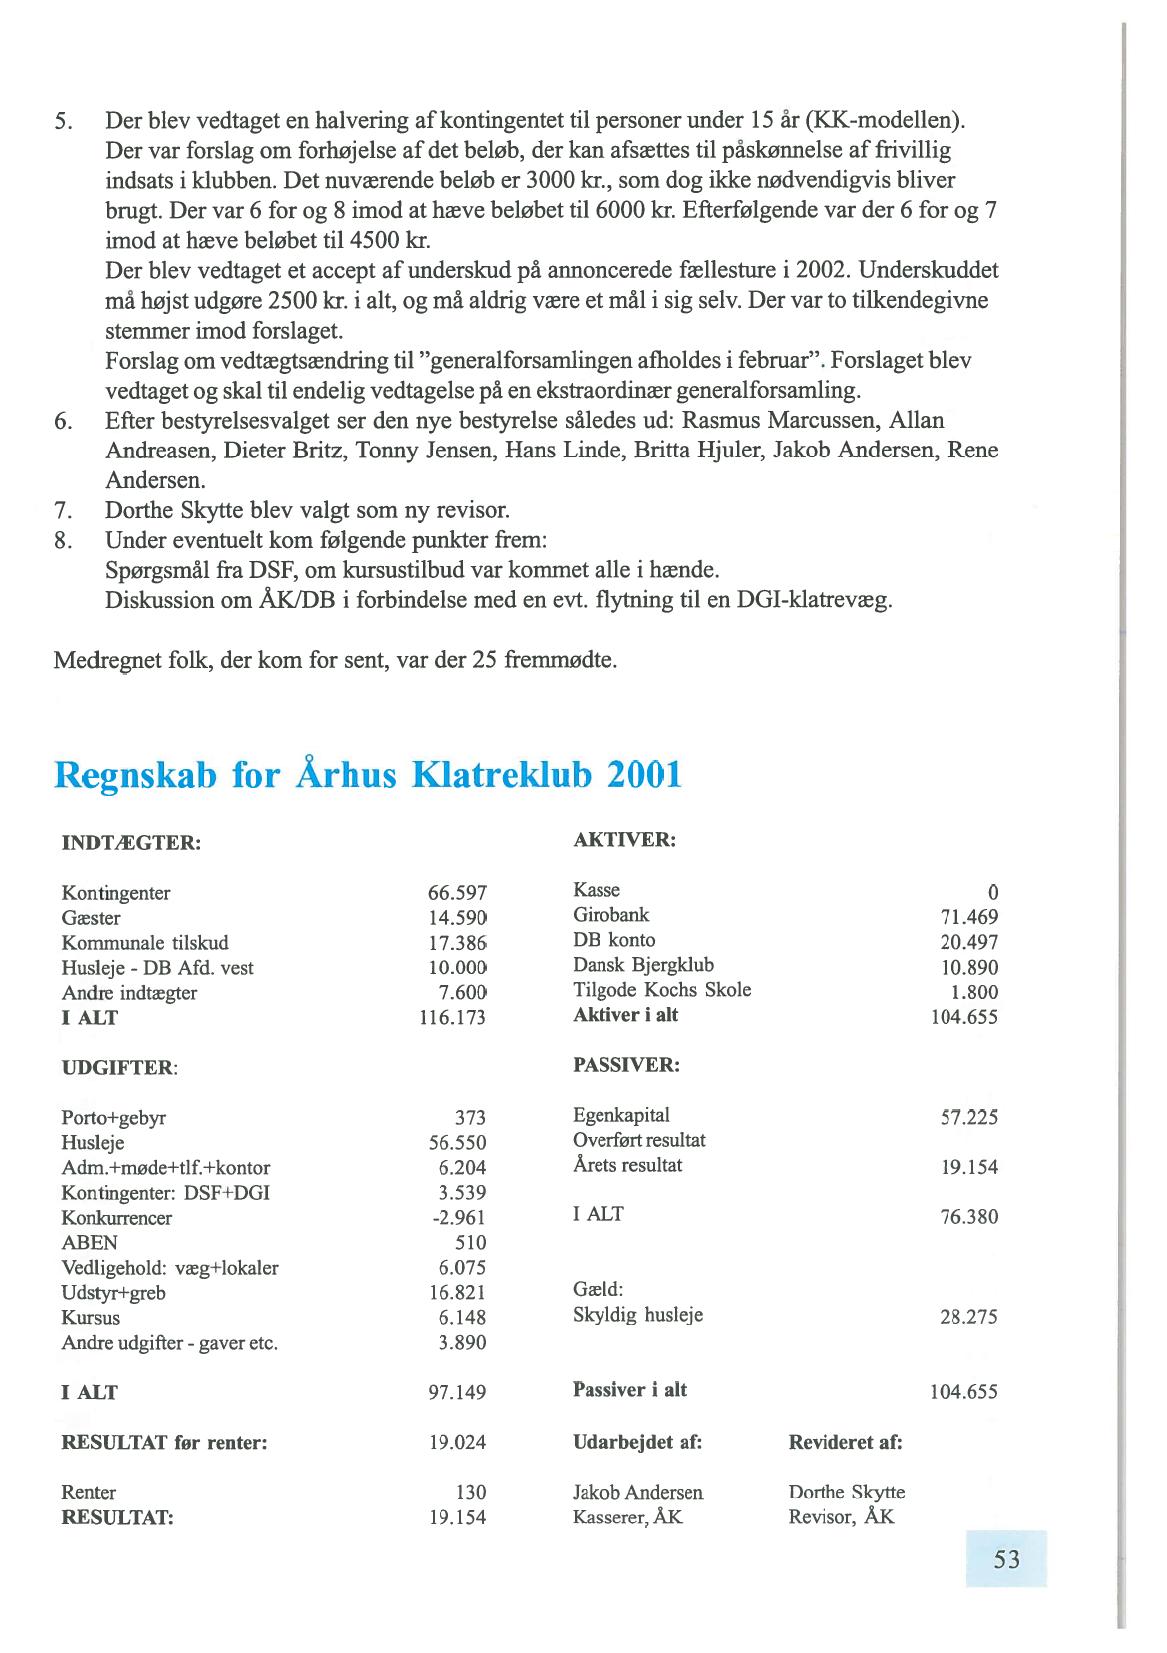 5. Der blev vedtaget en halvering af kontingentet til personer under 15 år (KK-modellen).
Der var forslag om forhøjelse af det beløb, der kan afsættes til påskønnelse af frivillig
indsats i klubben. Det nuværende beløb er 3000 kr., som dog ikke nødvendigvis bliver
brugt. Der var 6 for og 8 imod at hæve beløbet til 6000 kr. Efterfølgende var der 6 for og 7
imod at hæve beløbet til 4500 kr.
Der blev vedtaget et accept af underskud på annoncerede fællesture i 2002. Underskuddet
må højst udgøre 2500 kr. i alt, og må aldrig være et mål i sig selv. Der var to tilkendegivne
stemmer imod forslaget.
Forslag om vedtægtsændring til ”generalforsamlingen afholdes i februar”. Forslaget blev
vedtaget og skal til endelig vedtagelse på en ekstraordinær generalforsamling.
6. Efter bestyrelsesvalget ser den nye bestyrelse således ud: Rasmus Marcussen, Allan
Andreasen, Dieter Britz, Tonny Jensen, Hans Linde, Britta Hjuler, Jakob Andersen, Rene
Andersen.
7. Dorthe Skytte blev valgt som ny revisor.
8. Under eventuelt kom følgende punkter frem:
Spørgsmål fra DSF, om kursustilbud var kommet alle i hænde.
Diskussion om ÅK/DB i forbindelse med en evt. flytning til en DGI-klatrevæg.
Medregnet folk, der kom for sent, var der 25 fremmødte.
Regnskab for Århus Klatreklub 2001
INDTÆGTER:
Kontingenter 66.597
Gæster 14.590
Kommunale tilskud 17.386
Husleje - DB Afd. vest 10.000
Andre indtægter 7.600
I ALT 116.173
UDGIFTER:
Porto+gebyr 373
Husleje 56.550
Adm.+møde+tlf.+kontor 6.204
Kontingenter: DSF+DGI 3.539
Konkurrencer -2.961
ABEN 510
Vedligehold: væg+lokaler 6.075
Udstyr+greb 16.821
Kursus 6.148
Andre udgifter - gaver etc. 3.890
I ALT 97.149
RESULTAT før renter: 19.024
Renter 130
RESULTAT: 19.154
AKTIVER:
Kasse 0
Girobank 71.469
DB konto 20.497
Dansk Bjergklub 10.890
Tilgode Kochs Skole 1.800
Aktiver i alt 104.655
PASSIVER:
Egenkapital 57.225
Overført resultat
Årets resultat 19.154
I ALT 76.380
Gæld:
Skyldig husleje 28.275
Passiver i alt 104.655
Udarbejdet af: Revideret af:
Jakob Andersen Dorthe Skytte
Kasserer, ÅK Revisor, ÅK
53